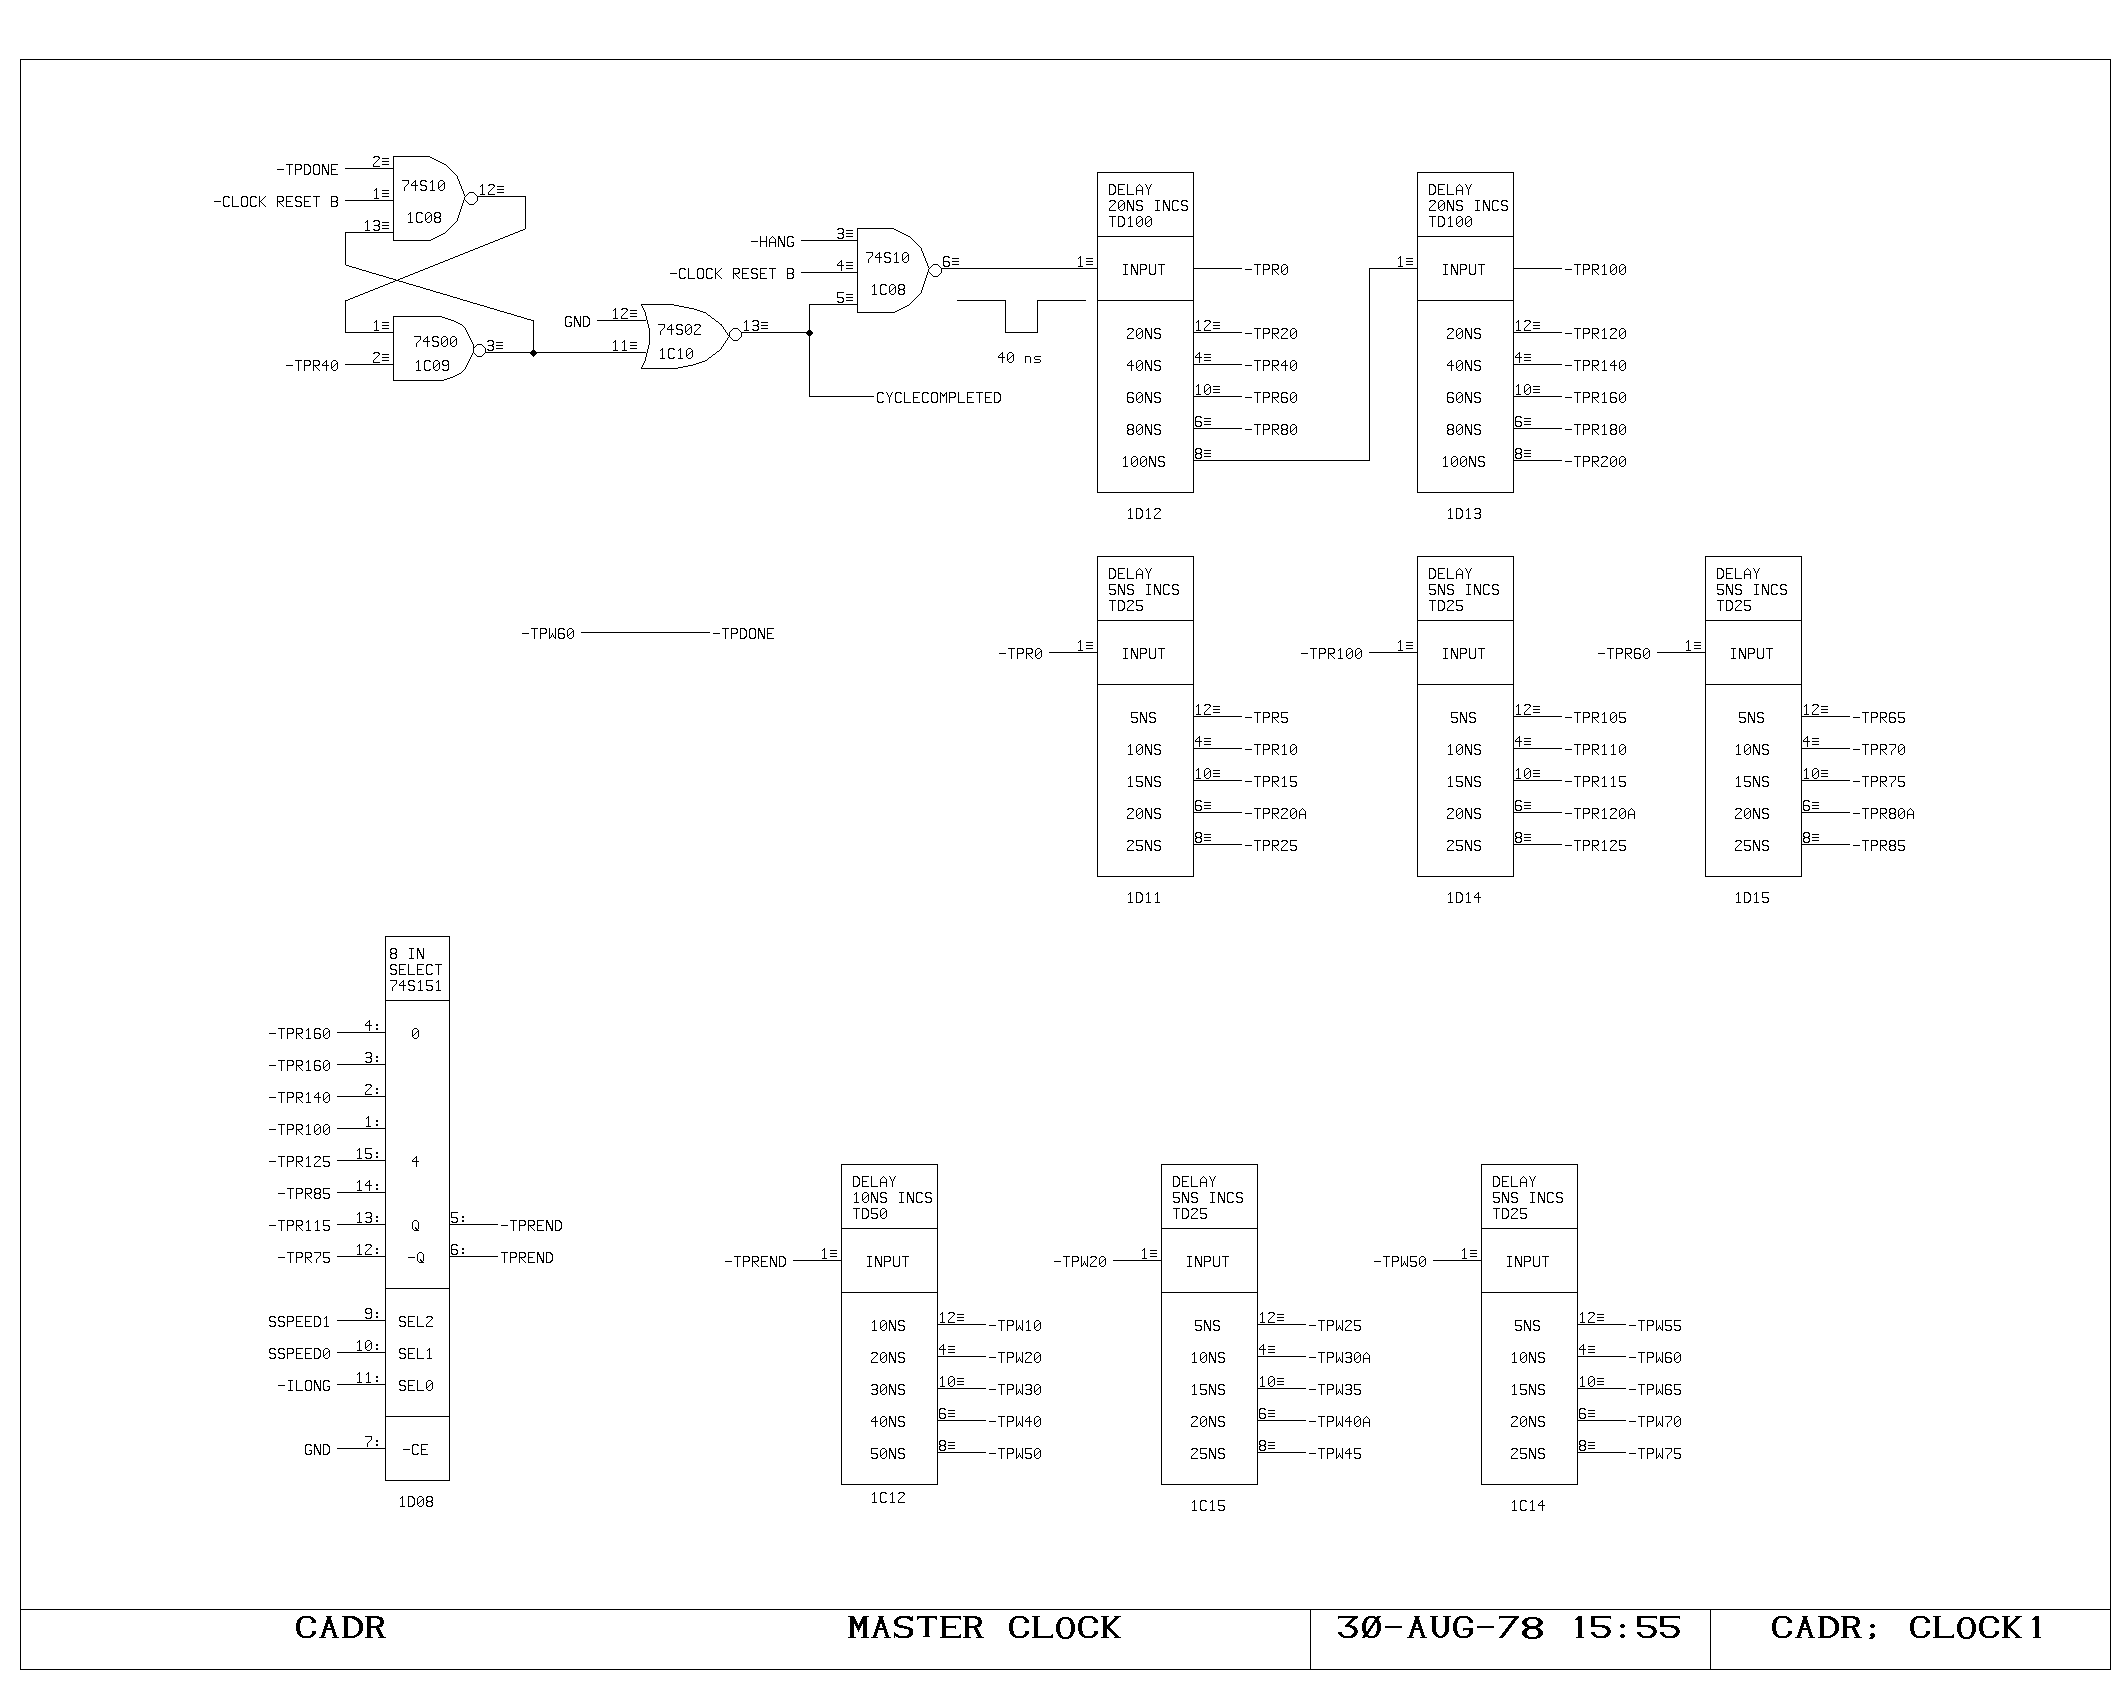 -TPDONE 2≡
-CLOCK RESET B 1≡
13≡
74S10
1C08
12≡
1≡
-TPR40 2≡
74S00
1C09
3≡
GND 12≡
11≡
74S02
1C10
13≡
-HANG 3≡
-CLOCK RESET B 4≡
5≡
74S10
1C08
6≡
40 ns
CYCLECOMPLETED
DELAY
20NS INCS
TD100
1≡ INPUT -TPR0
20NS 12≡ -TPR20
40NS 4≡ -TPR40
60NS 10≡ -TPR60
80NS 6≡ -TPR80
100NS 8≡
1D12
DELAY
20NS INCS
TD100
1≡ INPUT -TPR100
20NS 12≡ -TPR120
40NS 4≡ -TPR140
60NS 10≡ -TPR160
80NS 6≡ -TPR180
100NS 8≡ -TPR200
1D13
-TPW60 -TPDONE
DELAY
5NS INCS
TD25
-TPR0 1≡ INPUT
5NS 12≡ -TPR5
10NS 4≡ -TPR10
15NS 10≡ -TPR15
20NS 6≡ -TPR20A
25NS 8≡ -TPR25
1D11
DELAY
5NS INCS
TD25
-TPR100 1≡ INPUT
5NS 12≡ -TPR105
10NS 4≡ -TPR110
15NS 10≡ -TPR115
20NS 6≡ -TPR120A
25NS 8≡ -TPR125
1D14
DELAY
5NS INCS
TD25
-TPR60 1≡ INPUT
5NS 12≡ -TPR65
10NS 4≡ -TPR70
15NS 10≡ -TPR75
20NS 6≡ -TPR80A
25NS 8≡ -TPR85
1D15
8 IN
SELECT
74S151
-TPR160 4: 0
-TPR160 3:
-TPR140 2:
-TPR100 1:
-TPR125 15: 4
-TPR85 14:
-TPR115 13: Q 5: -TPREND
-TPR75 12: -Q 6: TPREND
SSPEED1 9: SEL2
SSPEED0 10: SEL1
-ILONG 11: SEL0
GND 7: -CE
1D08
DELAY
10NS INCS
TD50
-TPREND 1≡ INPUT
10NS 12≡ -TPW10
20NS 4≡ -TPW20
30NS 10≡ -TPW30
40NS 6≡ -TPW40
50NS 8≡ -TPW50
1C12
DELAY
5NS INCS
TD25
-TPW20 1≡ INPUT
5NS 12≡ -TPW25
10NS 4≡ -TPW30A
15NS 10≡ -TPW35
20NS 6≡ -TPW40A
25NS 8≡ -TPW45
1C15
DELAY
5NS INCS
TD25
-TPW50 1≡ INPUT
5NS 12≡ -TPW55
10NS 4≡ -TPW60
15NS 10≡ -TPW65
20NS 6≡ -TPW70
25NS 8≡ -TPW75
1C14
CADR MASTER CLOCK 30-AUG-78 15:55 CADR; CLOCK1